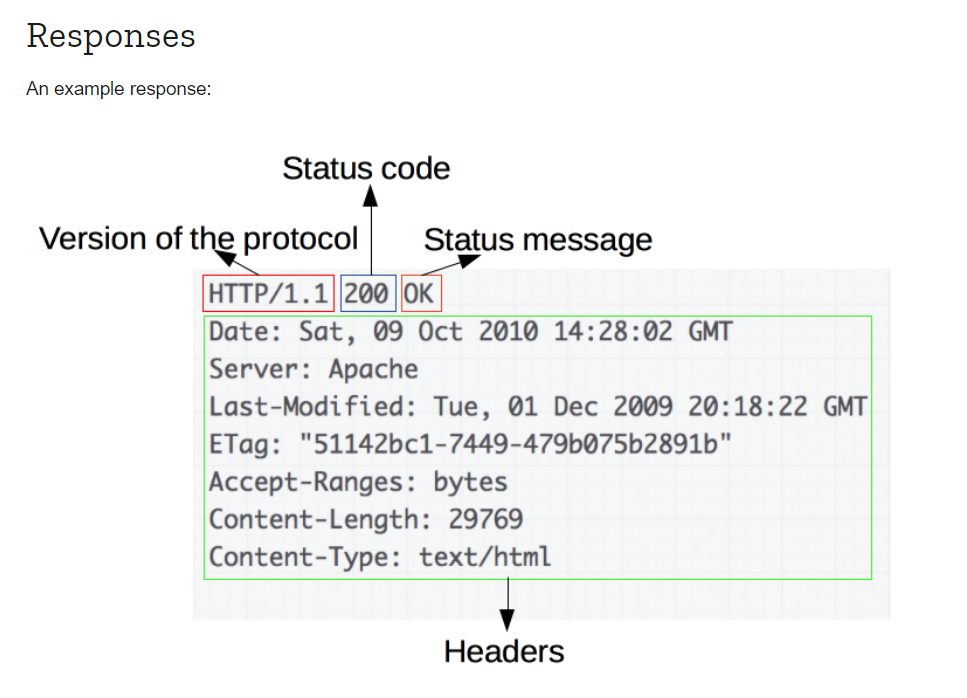 Responses
An example response:
Status code
Version of the protocol
Status message
HTTP/1.1 200 OK
Date: Sat, 09 Oct 2010 14:28:02 GMT
Server: Apache
Last-Modified: Tue, 01 Dec 2009 20:18:22 GMT
ETag: "51142bc1-7449-479b075b2891b"
Accept-Ranges: bytes
Content-Length: 29769
Content-Type: text/html
Headers